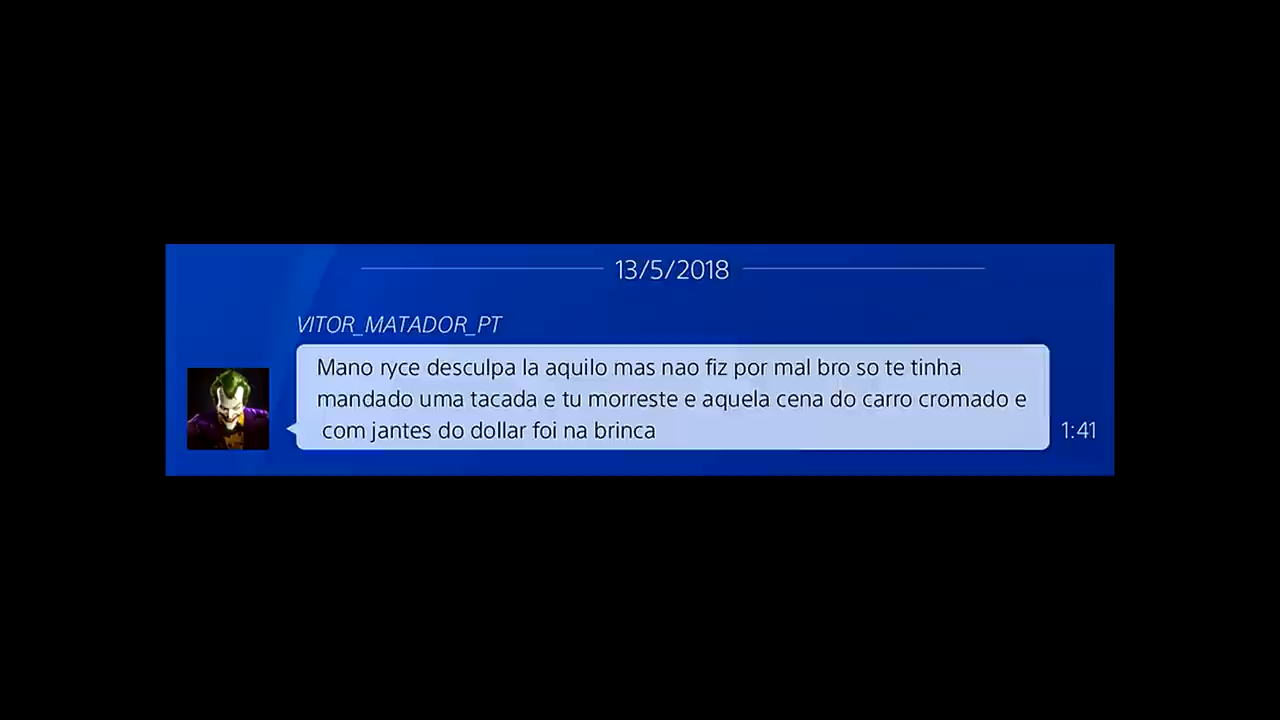 13/5/2018
VITOR_MATADOR_PT
Mano ryce desculpa la aquilo mas nao fiz por mal bro so te tinha
mandado uma tacada e tu morreste e aquela cena do carro cromado e
com jantes do dollar foi na brinca
1:41